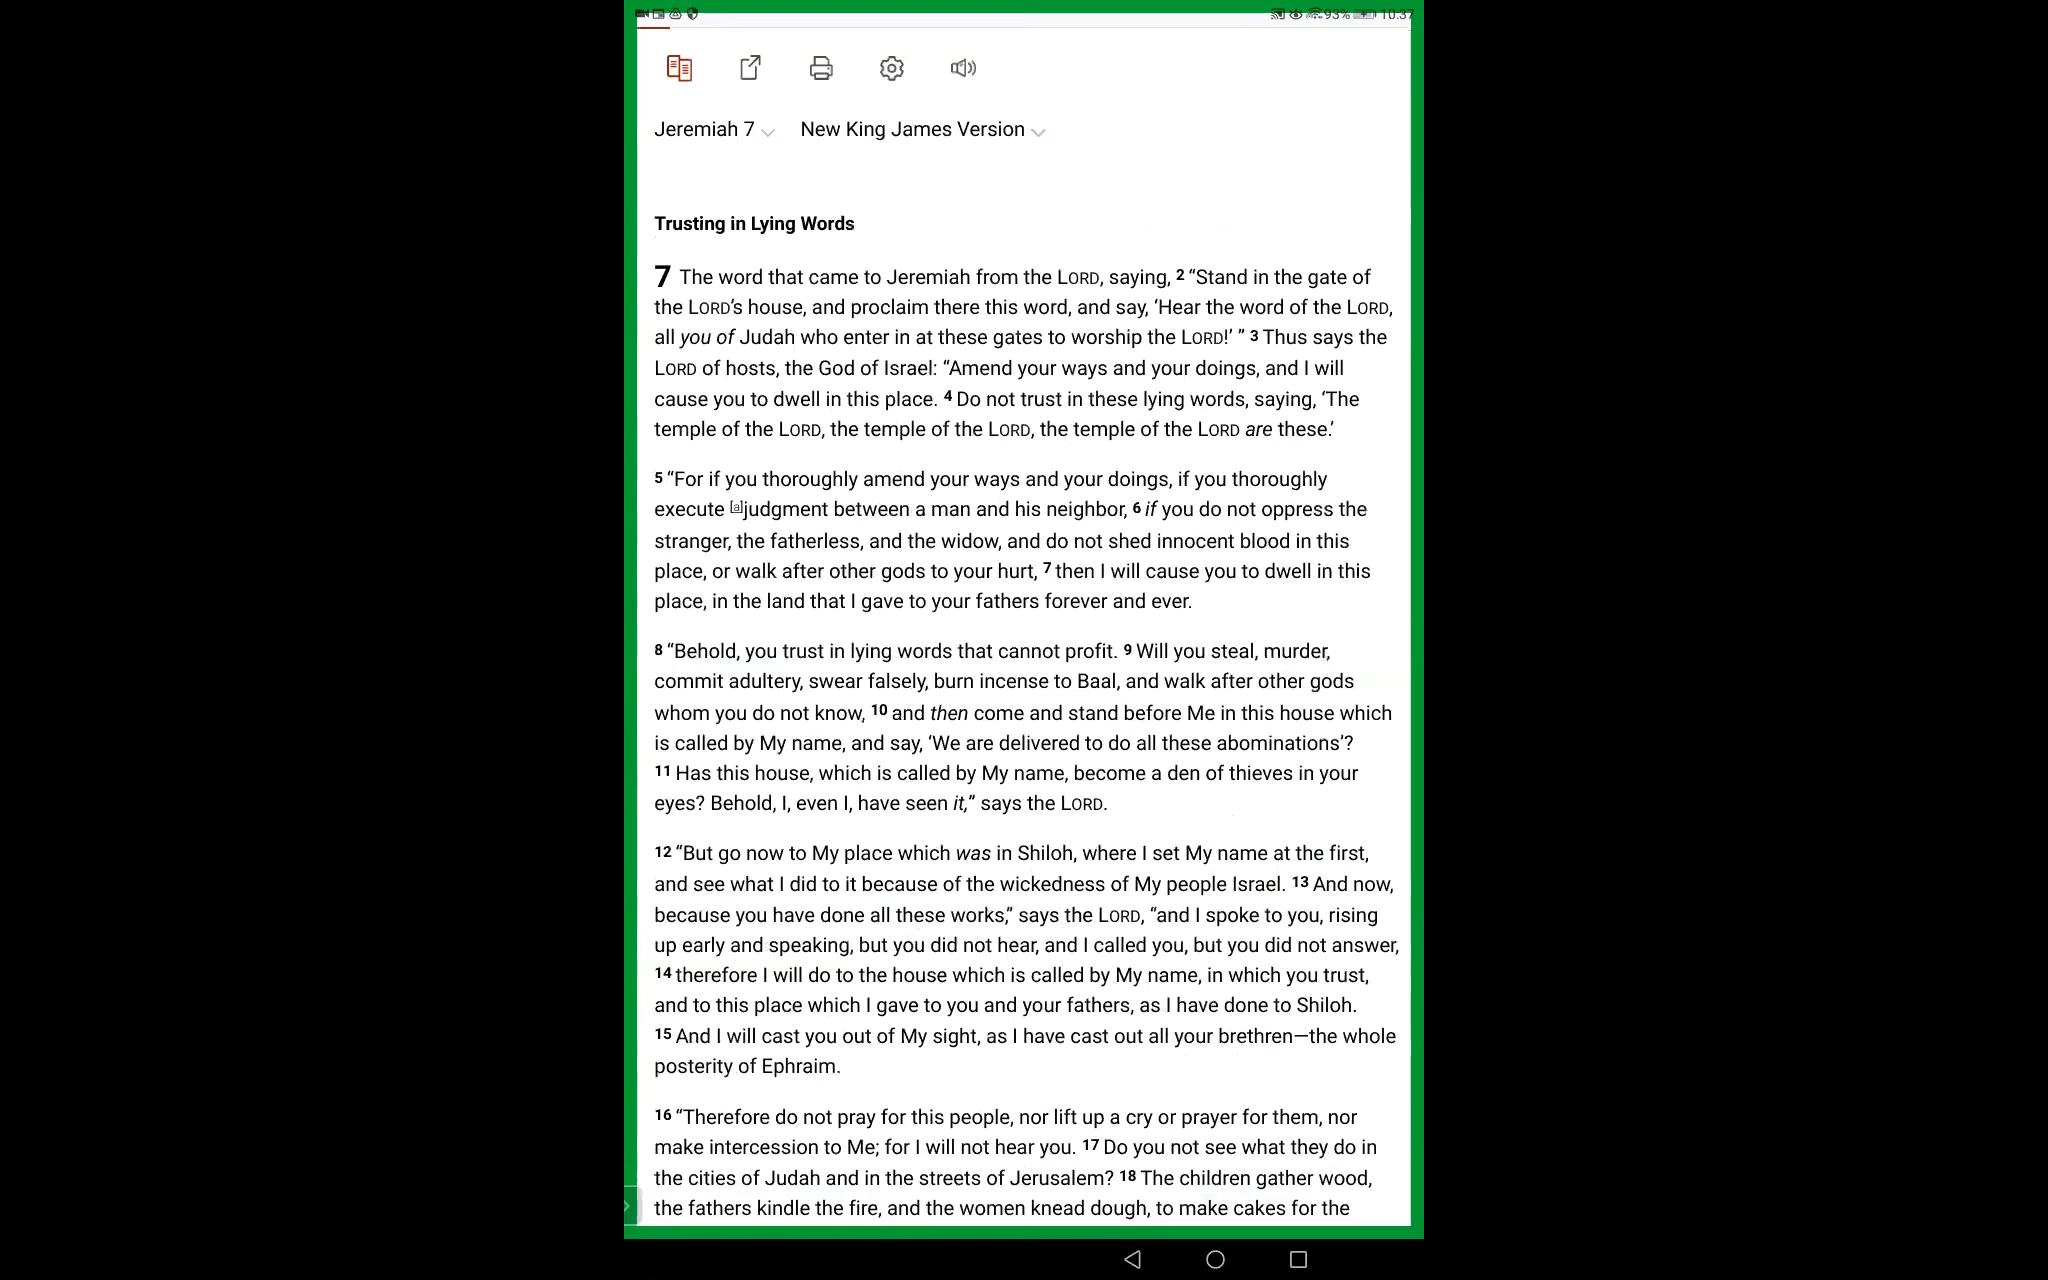 93% 10:37
Jeremiah 7 New King James Version
Trusting in Lying Words
7 The word that came to Jeremiah from the LORD, saying, 2 “Stand in the gate of
the LORD’s house, and proclaim there this word, and say, ‘Hear the word of the LORD,
all you of Judah who enter in at these gates to worship the LORD!’ ” 3 Thus says the
LORD of hosts, the God of Israel: “Amend your ways and your doings, and I will
cause you to dwell in this place. 4 Do not trust in these lying words, saying, ‘The
temple of the LORD, the temple of the LORD, the temple of the LORD are these.’
5 “For if you thoroughly amend your ways and your doings, if you thoroughly
execute [a]judgment between a man and his neighbor, 6 if you do not oppress the
stranger, the fatherless, and the widow, and do not shed innocent blood in this
place, or walk after other gods to your hurt, 7 then I will cause you to dwell in this
place, in the land that I gave to your fathers forever and ever.
8 “Behold, you trust in lying words that cannot profit. 9 Will you steal, murder,
commit adultery, swear falsely, burn incense to Baal, and walk after other gods
whom you do not know, 10 and then come and stand before Me in this house which
is called by My name, and say, ‘We are delivered to do all these abominations’?
11 Has this house, which is called by My name, become a den of thieves in your
eyes? Behold, I, even I, have seen it,” says the LORD.
12 “But go now to My place which was in Shiloh, where I set My name at the first,
and see what I did to it because of the wickedness of My people Israel. 13 And now,
because you have done all these works,” says the LORD, “and I spoke to you, rising
up early and speaking, but you did not hear, and I called you, but you did not answer,
14 therefore I will do to the house which is called by My name, in which you trust,
and to this place which I gave to you and your fathers, as I have done to Shiloh.
15 And I will cast you out of My sight, as I have cast out all your brethren—the whole
posterity of Ephraim.
16 “Therefore do not pray for this people, nor lift up a cry or prayer for them, nor
make intercession to Me; for I will not hear you. 17 Do you not see what they do in
the cities of Judah and in the streets of Jerusalem? 18 The children gather wood,
the fathers kindle the fire, and the women knead dough, to make cakes for the